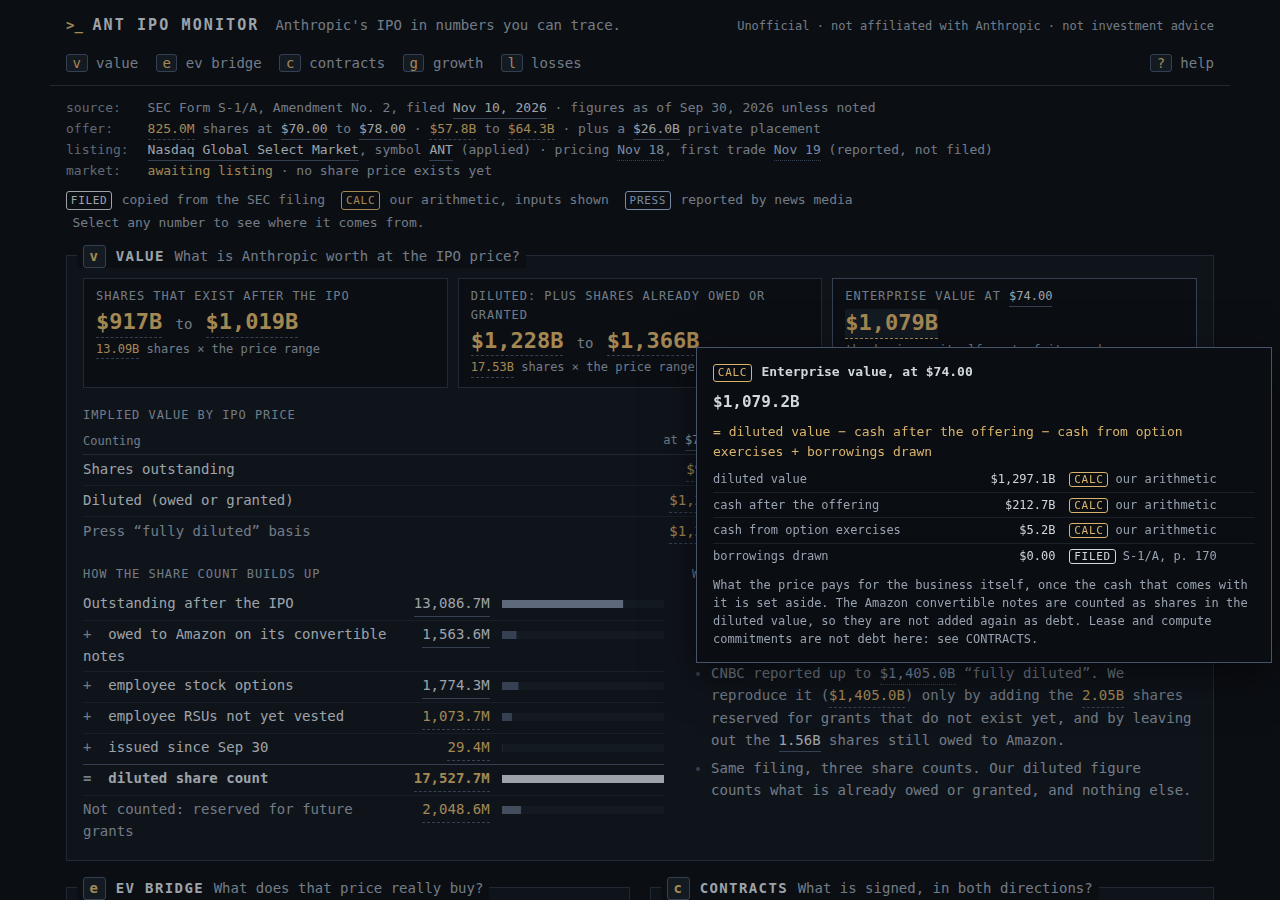 >_ ANT IPO MONITOR Anthropic's IPO in numbers you can trace. Unofficial · not affiliated with Anthropic · not investment advice
v value e ev bridge c contracts g growth l losses ? help
source: SEC Form S-1/A, Amendment No. 2, filed Nov 10, 2026 · figures as of Sep 30, 2026 unless noted
offer: 825.0M shares at $70.00 to $78.00 · $57.8B to $64.3B · plus a $26.0B private placement
listing: Nasdaq Global Select Market, symbol ANT (applied) · pricing Nov 18, first trade Nov 19 (reported, not filed)
market: awaiting listing · no share price exists yet
FILED copied from the SEC filing CALC our arithmetic, inputs shown PRESS reported by news media
Select any number to see where it comes from.
v VALUE What is Anthropic worth at the IPO price?
SHARES THAT EXIST AFTER THE IPO
$917B to $1,019B
13.09B shares × the price range
DILUTED: PLUS SHARES ALREADY OWED OR
GRANTED
$1,228B to $1,366B
17.53B shares × the price range
ENTERPRISE VALUE AT $74.00
$1,079B
CALC Enterprise value, at $74.00
$1,079.2B
= diluted value − cash after the offering − cash from option
exercises + borrowings drawn
diluted value $1,297.1B CALC our arithmetic
cash after the offering $212.7B CALC our arithmetic
cash from option exercises $5.2B CALC our arithmetic
borrowings drawn $0.00 FILED S-1/A, p. 170
What the price pays for the business itself, once the cash that comes with
it is set aside. The Amazon convertible notes are counted as shares in the
diluted value, so they are not added again as debt. Lease and compute
commitments are not debt here: see CONTRACTS.
IMPLIED VALUE BY IPO PRICE
Counting at $7
Shares outstanding $
Diluted (owed or granted) $1,
Press “fully diluted” basis $1,
HOW THE SHARE COUNT BUILDS UP
Outstanding after the IPO 13,086.7M
+ owed to Amazon on its convertible 1,563.6M
notes
+ employee stock options 1,774.3M
+ employee RSUs not yet vested 1,073.7M
+ issued since Sep 30 29.4M
= diluted share count 17,527.7M
Not counted: reserved for future 2,048.6M
grants
• CNBC reported up to $1,405.0B “fully diluted”. We
reproduce it ($1,405.0B) only by adding the 2.05B shares
reserved for grants that do not exist yet, and by leaving
out the 1.56B shares still owed to Amazon.
• Same filing, three share counts. Our diluted figure
counts what is already owed or granted, and nothing else.
e EV BRIDGE What does that price really buy?
c CONTRACTS What is signed, in both directions?